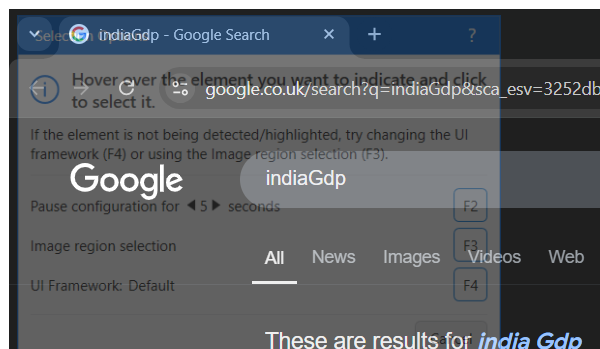 Selection Options
indiaGdp - Google Search
?
Hover over the element you want to indicate and click
to select it.
google.co.uk/search?q=indiaGdp&sca_esv=3252db
If the element is not being detected/highlighted, try changing the UI
framework (F4) or using the Image region selection (F3).
Google
indiaGdp
Pause configuration for 5 seconds
F2
Image region selection
F3
All News Images Videos Web
UI Framework: Default
F4
Cancel
These are results for india Gdp